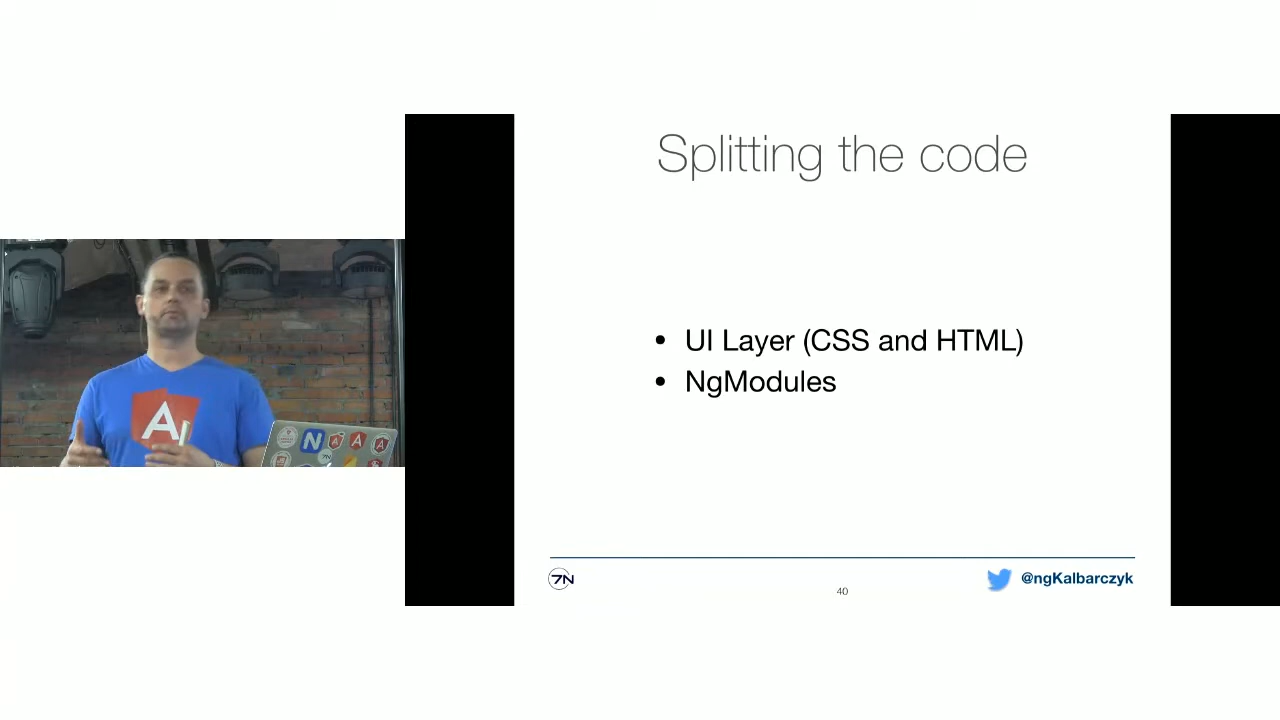 Splitting the code
• UI Layer (CSS and HTML)
• NgModules
7N
40
@ngKalbarczyk
A
N